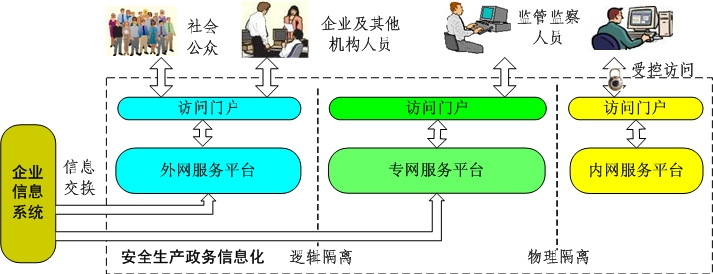 社会
公众
企业及其他
机构人员
监管监察
人员
受控访问
访问门户
访问门户
访问门户
外网服务平台
专网服务平台
内网服务平台
企业
信息
系统
信息
交换
安全生产政务信息化
逻辑隔离
物理隔离